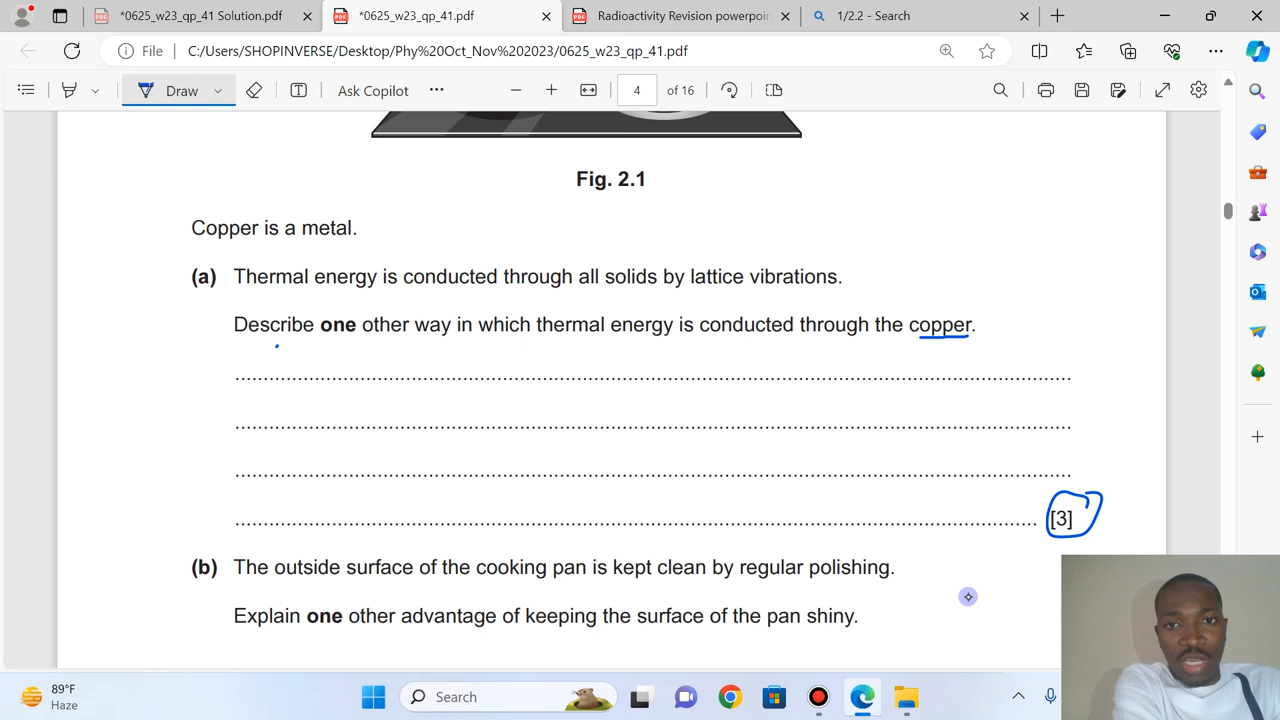 *0625_w23_qp_41 Solution.pdf
*0625_w23_qp_41.pdf
Radioactivity Revision powerpoin
1/2.2 - Search
File
C:/Users/SHOPINVERSE/Desktop/Phy%20Oct_Nov%202023/0625_w23_qp_41.pdf
Draw
Ask Copilot
4
of 16
Fig. 2.1
Copper is a metal.
(a) Thermal energy is conducted through all solids by lattice vibrations.
Describe one other way in which thermal energy is conducted through the copper.
..........................................................................................................................................
..........................................................................................................................................
..........................................................................................................................................
..................................................................................................................................... [3]
(b) The outside surface of the cooking pan is kept clean by regular polishing.
Explain one other advantage of keeping the surface of the pan shiny.
89°F
Haze
Search